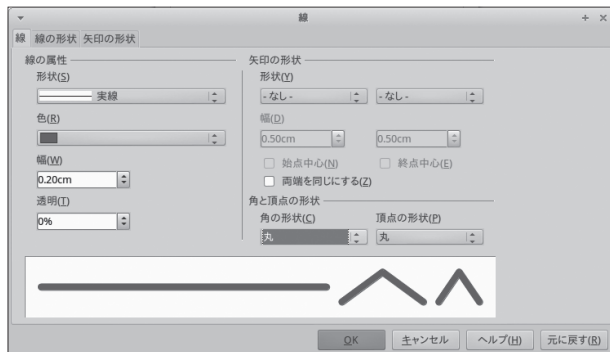 線
線 線の形状 矢印の形状
線の属性
形状(S)
実線
色(R)
幅(W)
0.20cm
透明(T)
0%
矢印の形状
形状(Y)
- なし - - なし -
幅(D)
0.50cm 0.50cm
始点中心(N) 終点中心(E)
両端を同じにする(Z)
角と頂点の形状
角の形状(C) 頂点の形状(P)
丸 丸
OK キャンセル ヘルプ(H) 元に戻す(R)